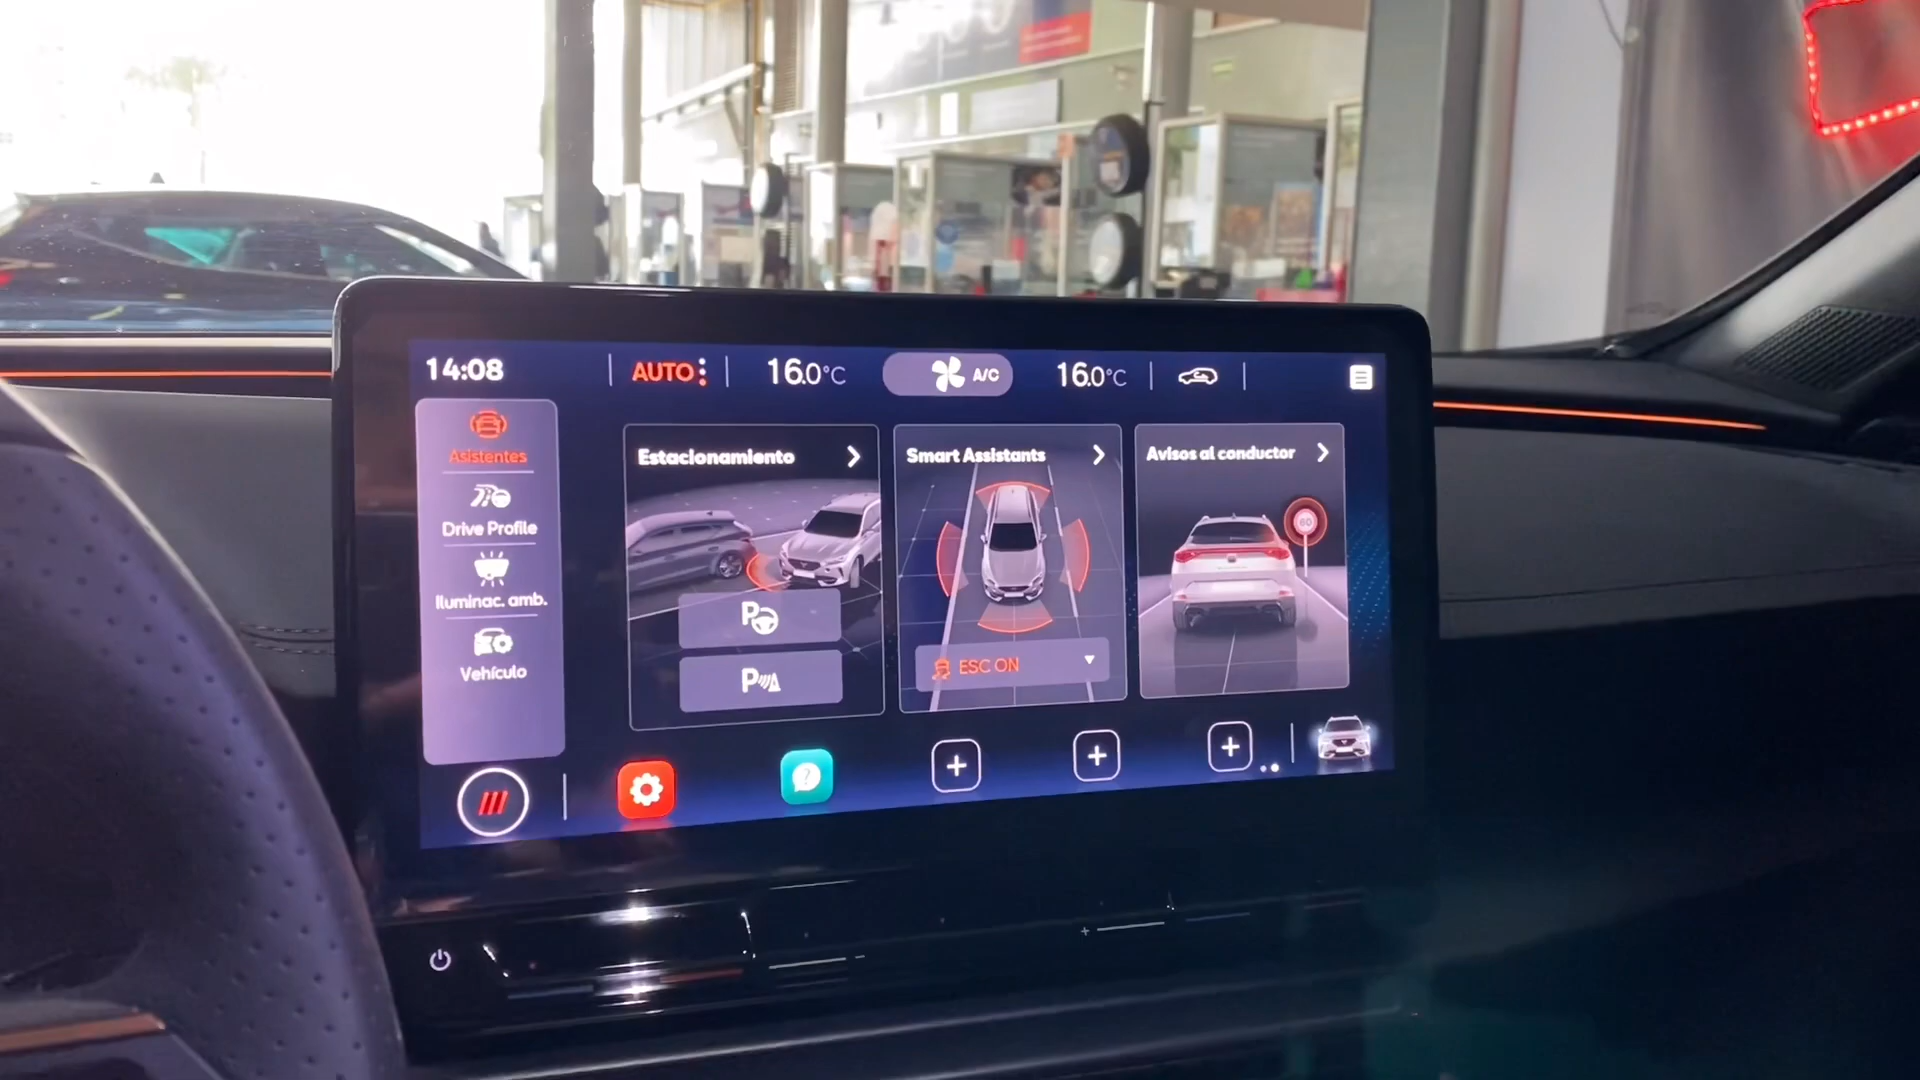 14:08
AUTO
16.0°C
A/C
16.0°C
Asistentes
Drive Profile
Iluminac. amb.
Vehículo
Estacionamiento
P
P
Smart Assistants
ESC ON
Avisos al conductor
60